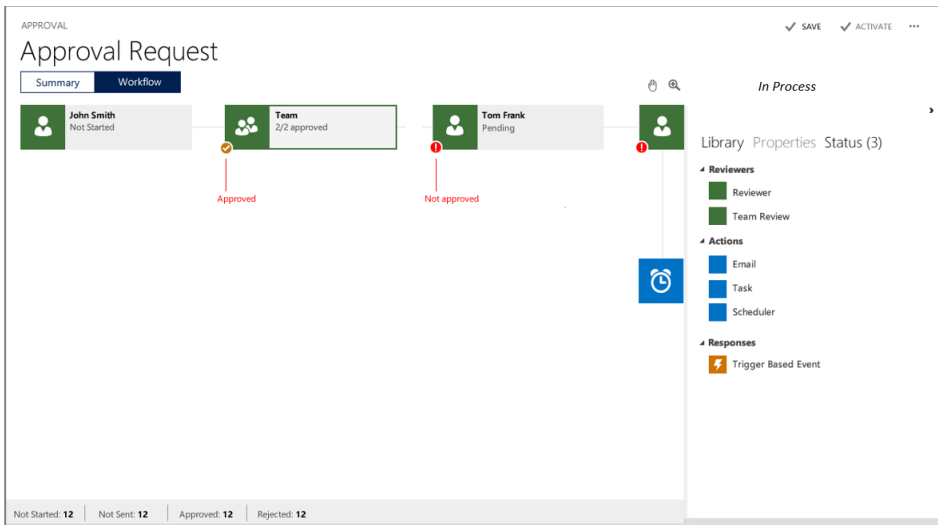 APPROVAL
SAVE
ACTIVATE
Approval Request
Summary
Workflow
In Process
John Smith
Not Started
Team
2/2 approved
Tom Frank
Pending
Approved
Not approved
Library Properties Status (3)
Reviewers
Reviewer
Team Review
Actions
Email
Task
Scheduler
Responses
Trigger Based Event
Not Started: 12
Not Sent: 12
Approved: 12
Rejected: 12